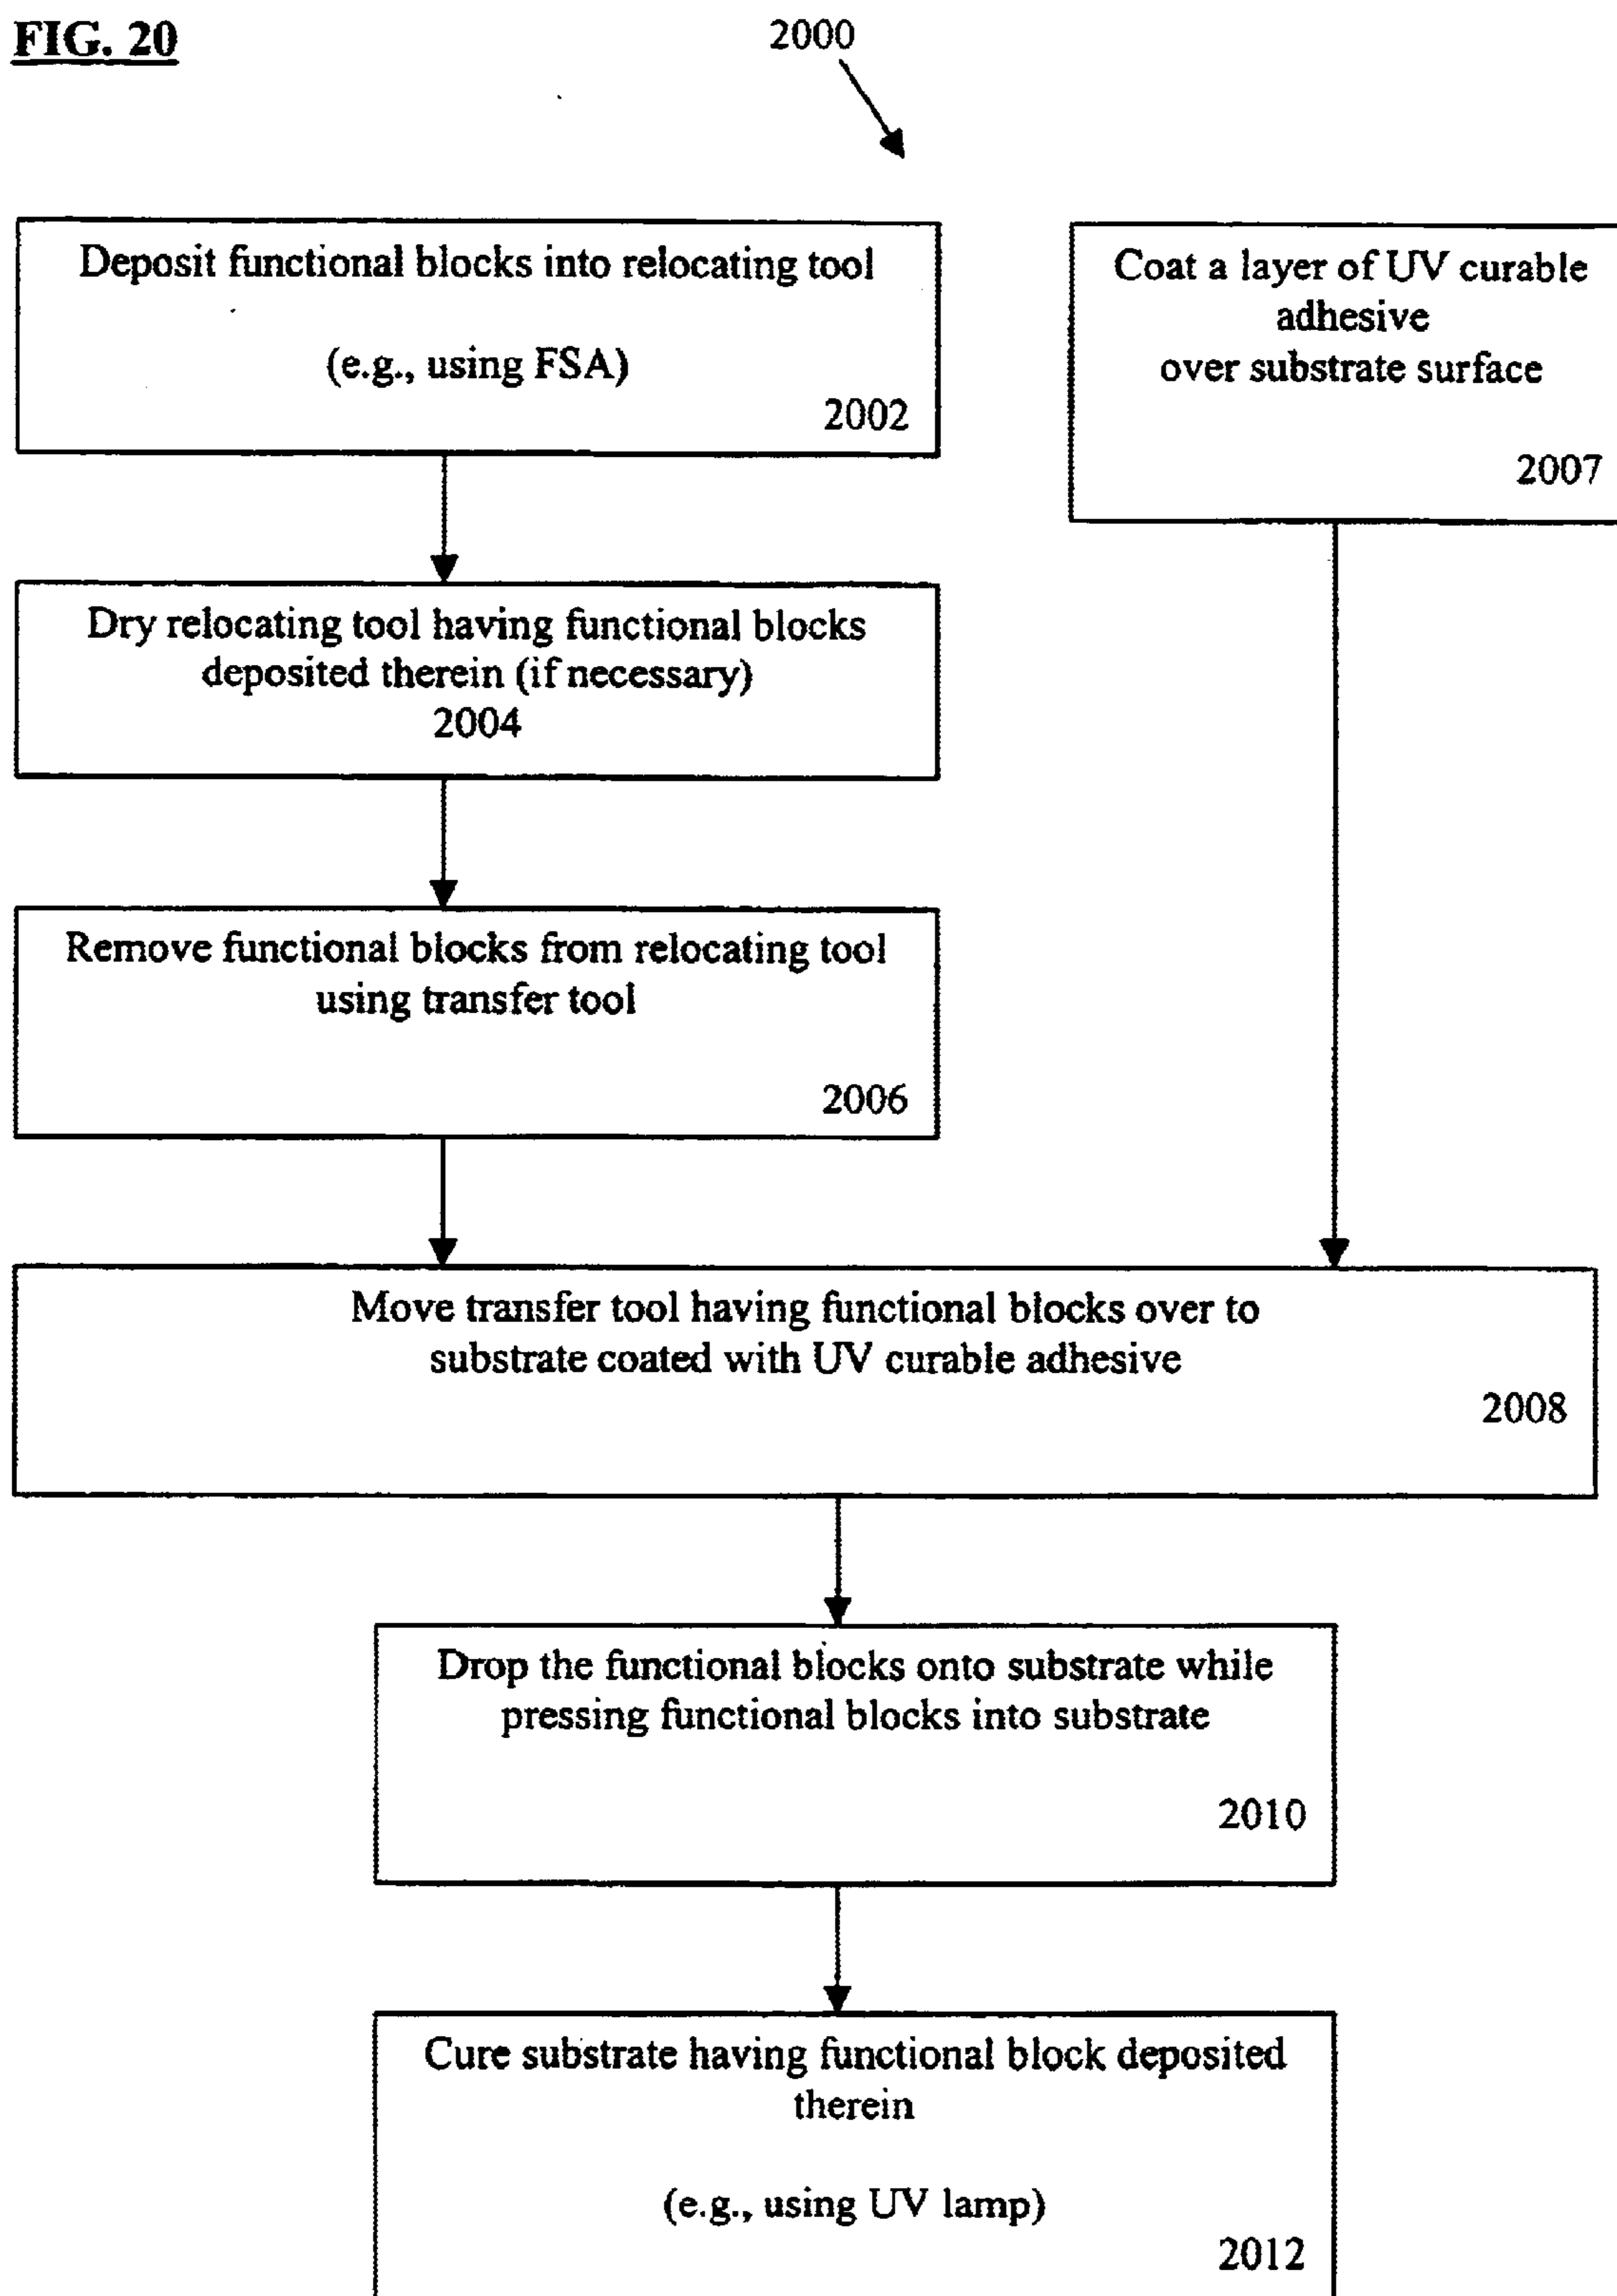 FIG. 20
2000
Deposit functional blocks into relocating tool
(e.g., using FSA)
2002
Coat a layer of UV curable
adhesive
over substrate surface
2007
Dry relocating tool having functional blocks
deposited therein (if necessary)
2004
Remove functional blocks from relocating tool
using transfer tool
2006
Move transfer tool having functional blocks over to
substrate coated with UV curable adhesive
2008
Drop the functional blocks onto substrate while
pressing functional blocks into substrate
2010
Cure substrate having functional block deposited
therein
(e.g., using UV lamp)
2012